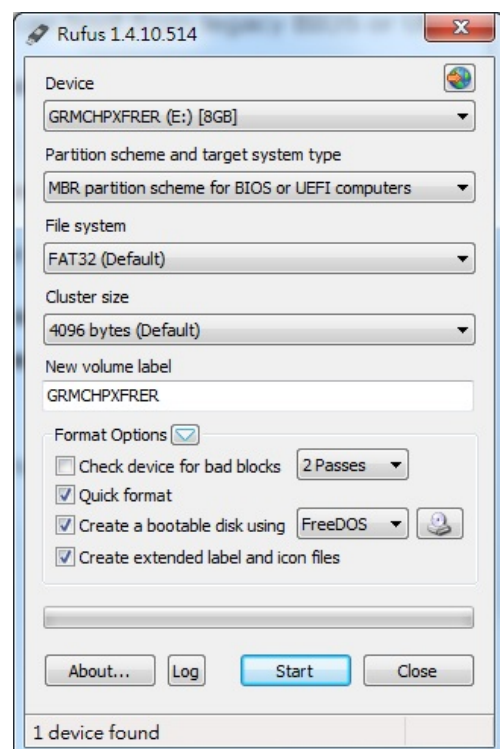 Rufus 1.4.10.514
Device
GRMCHPXFRER (E:) [8GB]
Partition scheme and target system type
MBR partition scheme for BIOS or UEFI computers
File system
FAT32 (Default)
Cluster size
4096 bytes (Default)
New volume label
GRMCHPXFRER
Format Options
Check device for bad blocks 2 Passes
Quick format
Create a bootable disk using FreeDOS
Create extended label and icon files
About... Log Start Close
1 device found